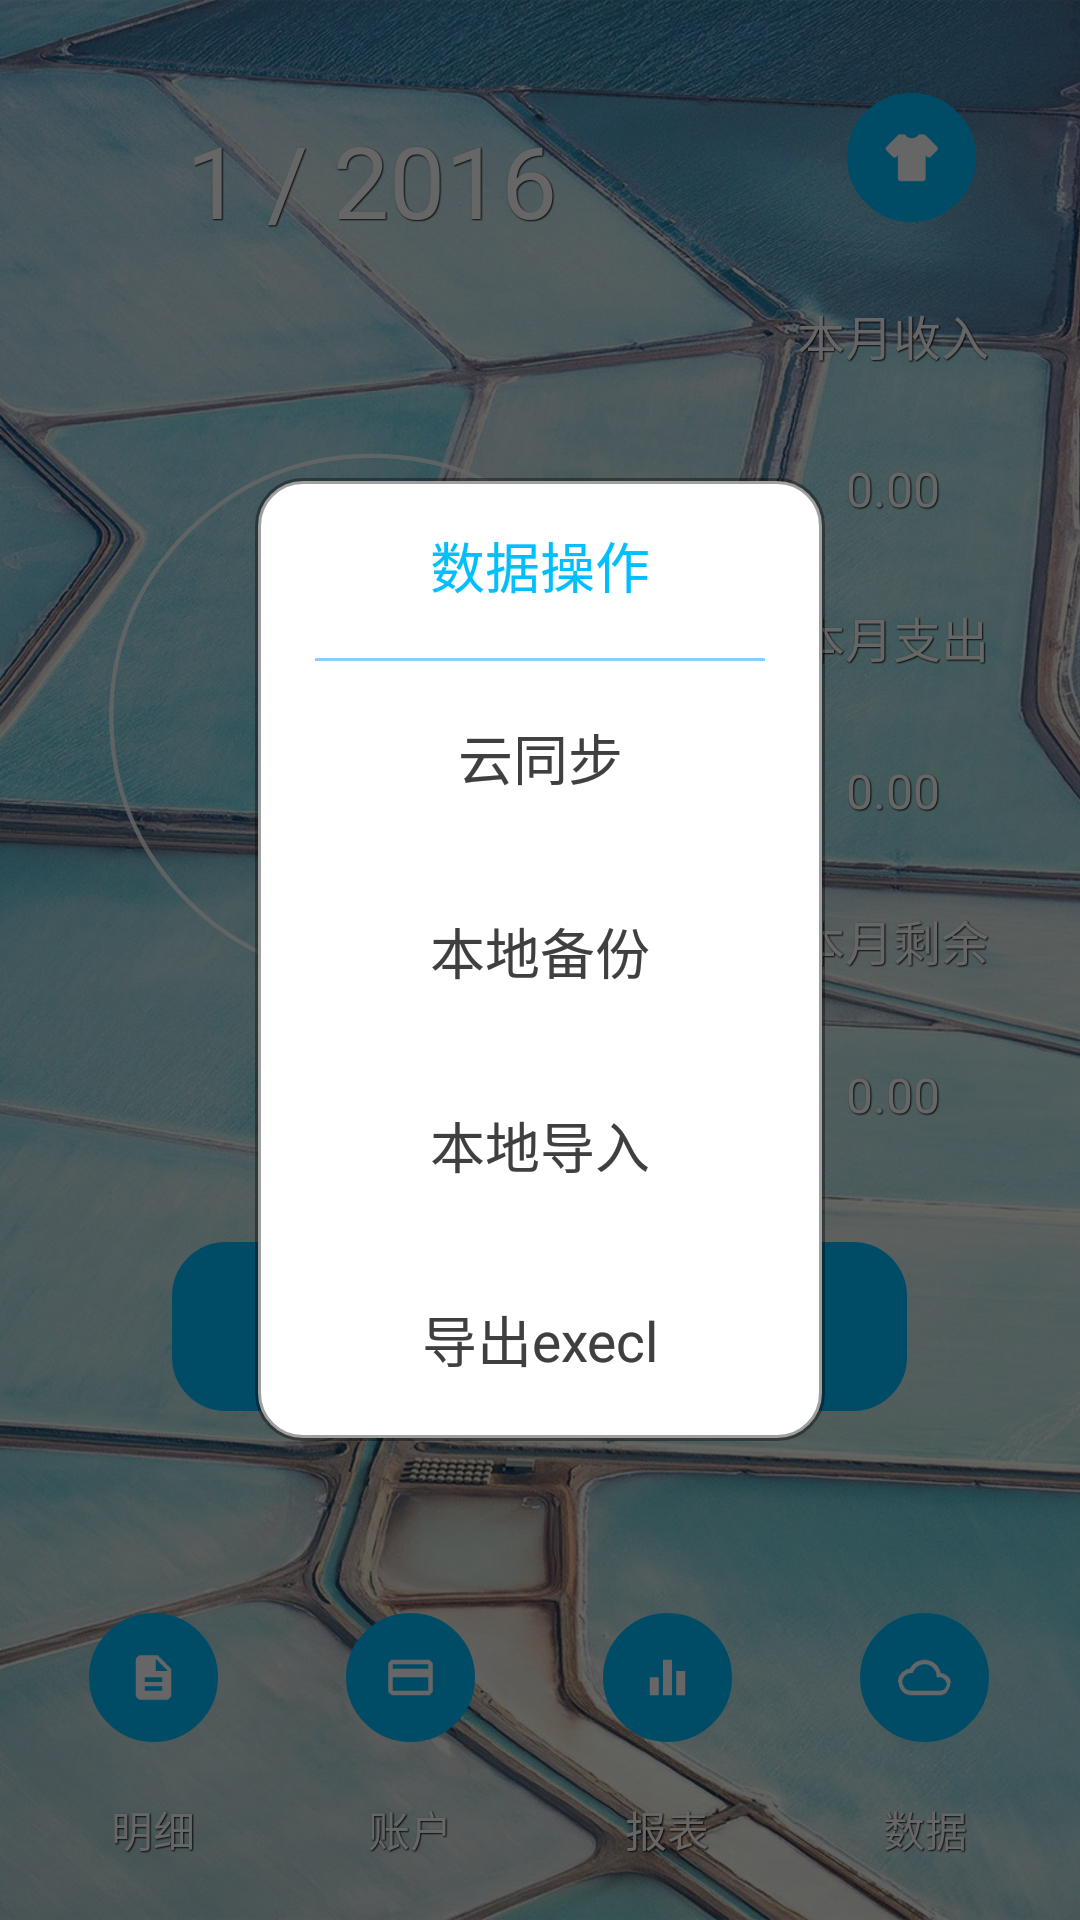 1 / 2016
本月收入
0.00
数据操作
本月支出
云同步
0.00
本地备份
本月剩余
0.00
本地导入
导出execl
明细
账户
报表
数据